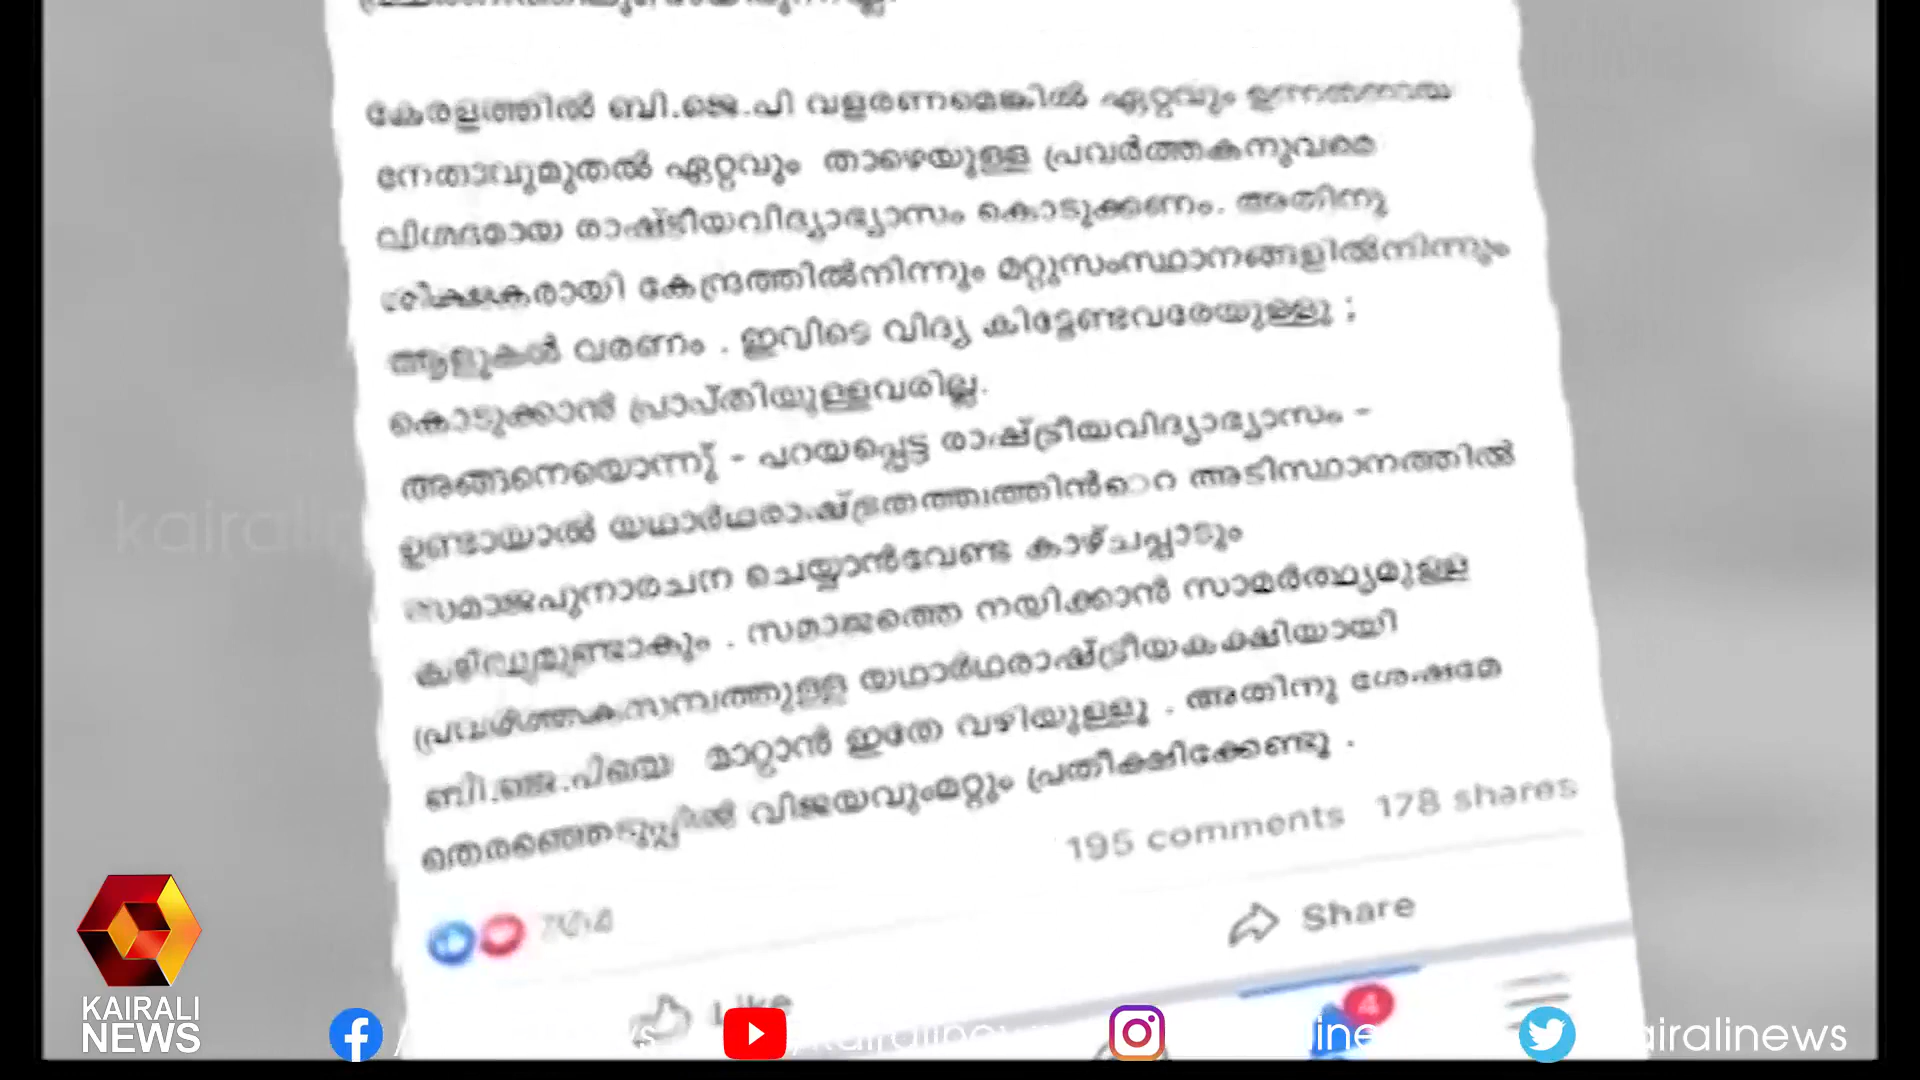 കേരളത്തിൽ ബി.ജെ.പി വളരണമെങ്കിൽ ഏറ്റവും ഉന്നതനായ
നേതാവുമുതൽ ഏറ്റവും താഴെയുള്ള പ്രവർത്തകനുവരെ
വിശദമായ രാഷ്ട്രീയവിദ്യാഭ്യാസം കൊടുക്കണം. അതിനു
ശിക്ഷകരായി കേന്ദ്രത്തിൽനിന്നും മറ്റുസംസ്ഥാനങ്ങളിൽനിന്നും
ആളുകൾ വരണം . ഇവിടെ വിദ്യ കിട്ടേണ്ടവരേയുള്ളൂ ;
കൊടുക്കാൻ പ്രാപ്തിയുള്ളവരില്ല.
അങ്ങനെയൊന്നു് - പറയപ്പെട്ട രാഷ്ട്രീയവിദ്യാഭ്യാസം -
ഉണ്ടായാൽ യഥാർഥരാഷ്ട്രതത്ത്വത്തിൻെറ അടിസ്ഥാനത്തിൽ
സമാജപുനാരചന ചെയ്യാൻവേണ്ട കാഴ്ചപ്പാടും
കഴിവുമുണ്ടാകും . സമാജത്തെ നയിക്കാൻ സാമർത്ഥ്യമുള്ള
പ്രവർത്തകസമ്പത്തുള്ള യഥാർഥരാഷ്ട്രീയകക്ഷിയായി
ബി.ജെ.പിയെ മാറ്റാൻ ഇതേ വഴിയുള്ളൂ . അതിനു ശേഷമേ
തെരഞ്ഞെടുപ്പിൽ വിജയവുംമറ്റും പ്രതീക്ഷിക്കേണ്ടൂ .
195 comments 178 shares
Like
Share
4
kairalinews
KAIRALI
NEWS